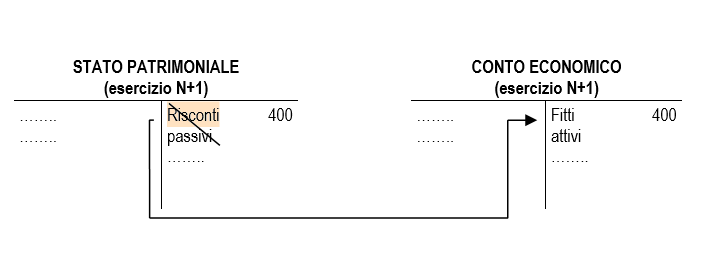 STATO PATRIMONIALE
(esercizio N+1)
........ Risconti 400
........ passivi
........
CONTO ECONOMICO
(esercizio N+1)
........ Fitti 400
........ attivi
........